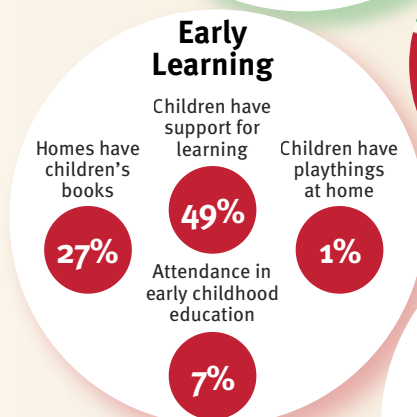 Early
Learning
Children have
support for
learning
49%
Homes have
children’s
books
27%
Children have
playthings
at home
1%
Attendance in
early childhood
education
7%